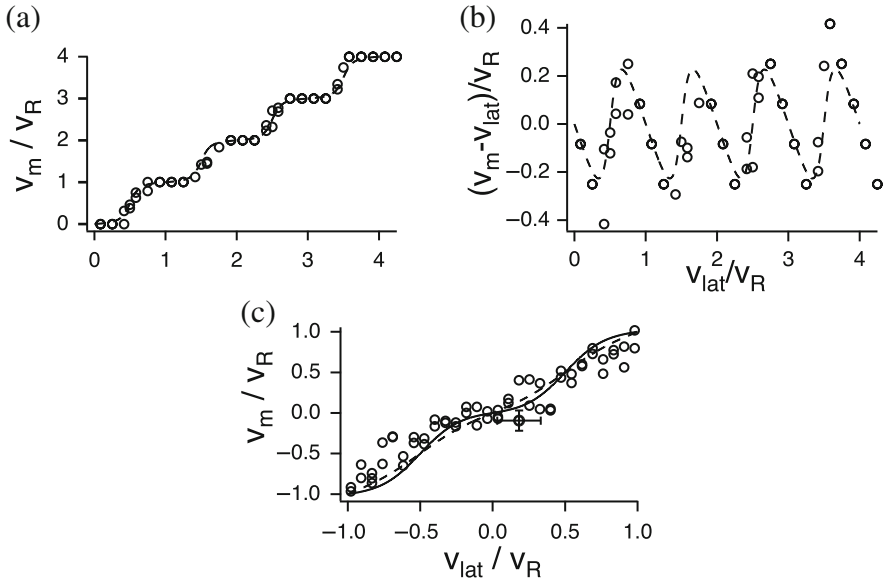 (a)
v_m / v_R
4
3
2
1
0
0 1 2 3 4
(b)
(v_m-v_lat)/v_R
0.4
0.2
0.0
−0.2
−0.4
0 1 2 3 4
v_lat/v_R
(c)
v_m / v_R
1.0
0.5
0.0
−0.5
−1.0
−1.0 −0.5 0.0 0.5 1.0
v_lat / v_R